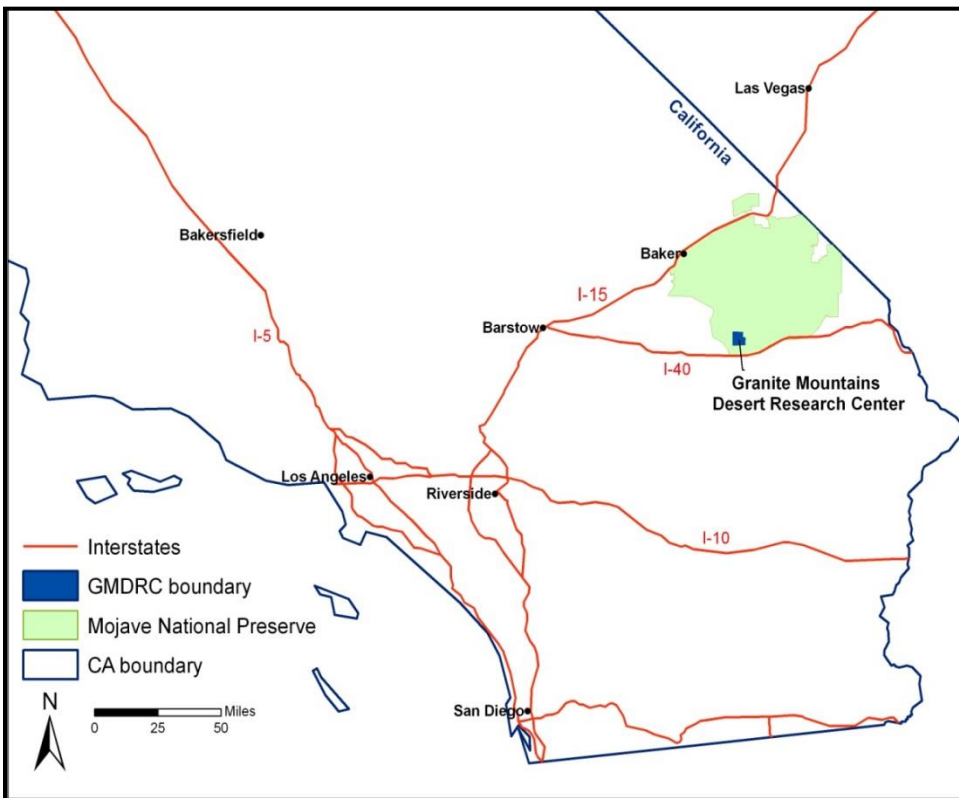 Las Vegas
California
Bakersfield
Baker
I-15
Barstow
I-5
I-40
Granite Mountains
Desert Research Center
Los Angeles
Riverside
I-10
Interstates
GMDRC boundary
Mojave National Preserve
CA boundary
San Diego
N
Miles
0 25 50